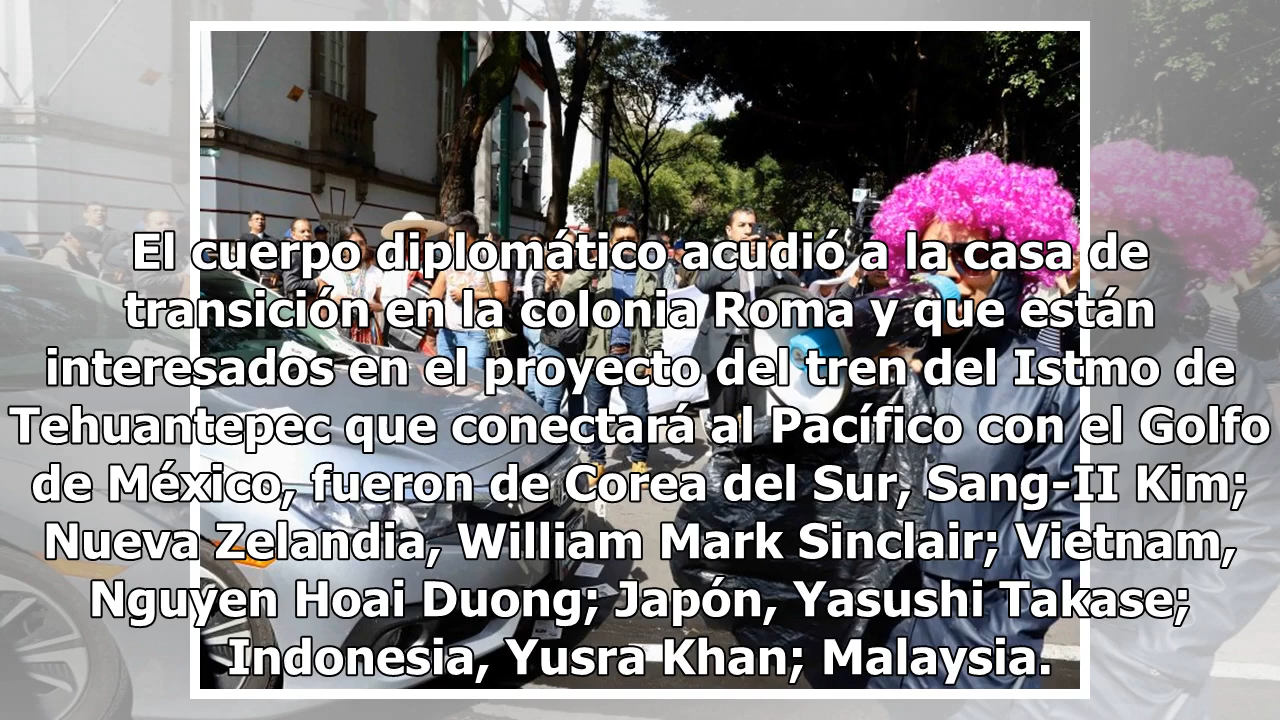 El cuerpo diplomático acudió a la casa de
transición en la colonia Roma y que están
interesados en el proyecto del tren del Istmo de
Tehuantepec que conectará al Pacífico con el Golfo
de México, fueron de Corea del Sur, Sang-II Kim;
Nueva Zelandia, William Mark Sinclair; Vietnam,
Nguyen Hoai Duong; Japón, Yasushi Takase;
Indonesia, Yusra Khan; Malaysia.